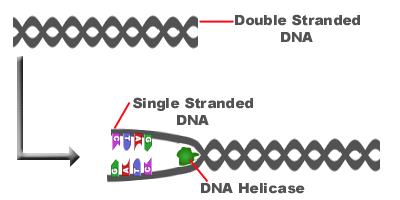 Double Stranded
DNA
Single Stranded
DNA
DNA Helicase